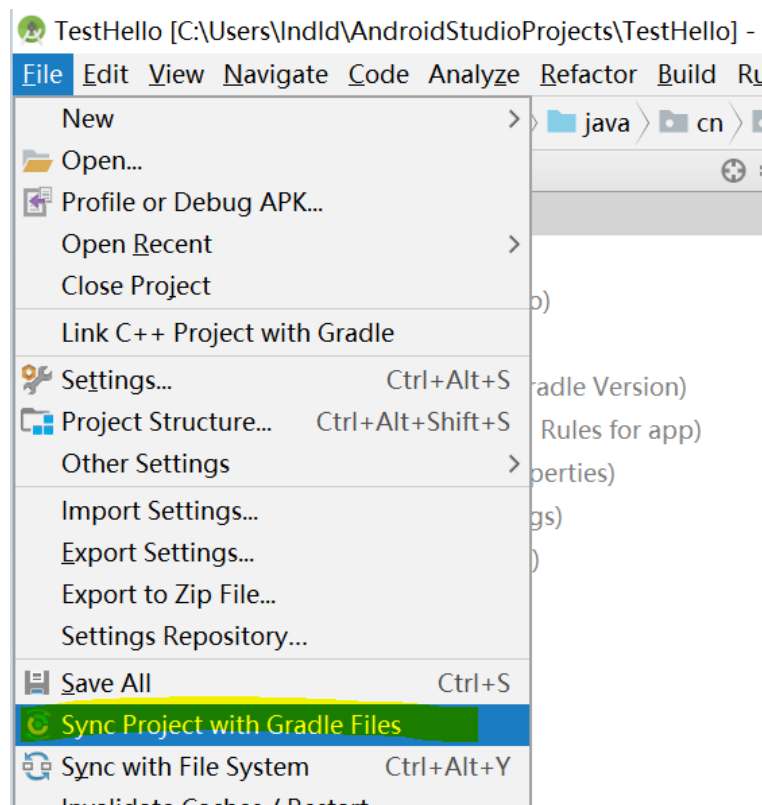 TestHello [C:\Users\lndld\AndroidStudioProjects\TestHello] -
File Edit View Navigate Code Analyze Refactor Build
New > java cn
Open...
Profile or Debug APK...
Open Recent >
Close Project
Link C++ Project with Gradle
Settings... Ctrl+Alt+S radle Version)
Project Structure... Ctrl+Alt+Shift+S Rules for app)
Other Settings > perties)
Import Settings... gs)
Export Settings...
Export to Zip File...
Settings Repository...
Save All Ctrl+S
Sync Project with Gradle Files
Sync with File System Ctrl+Alt+Y
Invalidate Caches / Restart